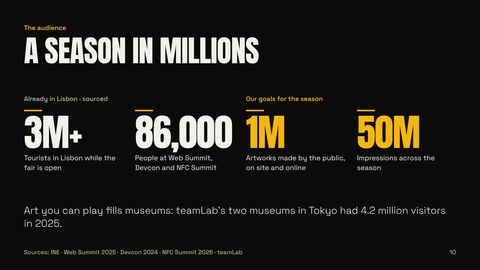 The audience
A SEASON IN MILLIONS
Already in Lisbon · sourced
Our goals for the season
3M+
86,000
1M
50M
Tourists in Lisbon while the
fair is open
People at Web Summit,
Devcon and NFC Summit
Artworks made by the public,
on site and online
Impressions across the
season
Art you can play fills museums: teamLab's two museums in Tokyo had 4.2 million visitors
in 2025.
Sources: INE · Web Summit 2025 · Devcon 2024 · NFC Summit 2026 · teamLab
10